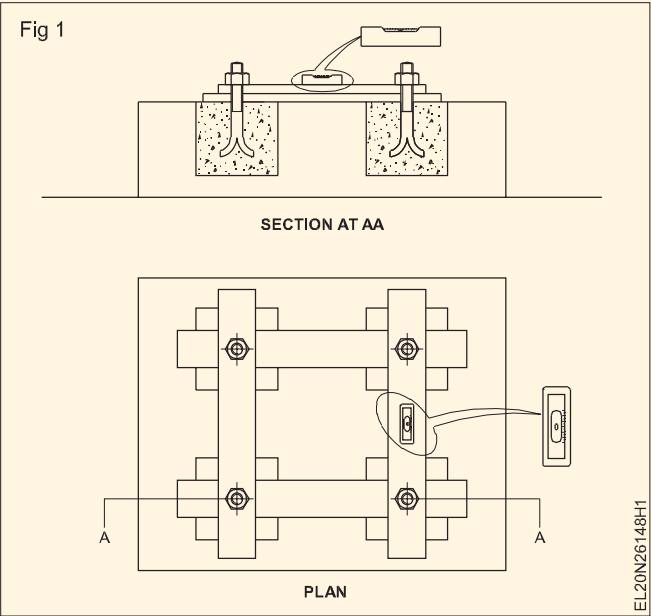 Fig 1
SECTION AT AA
A
A
PLAN
EL20N26148H1